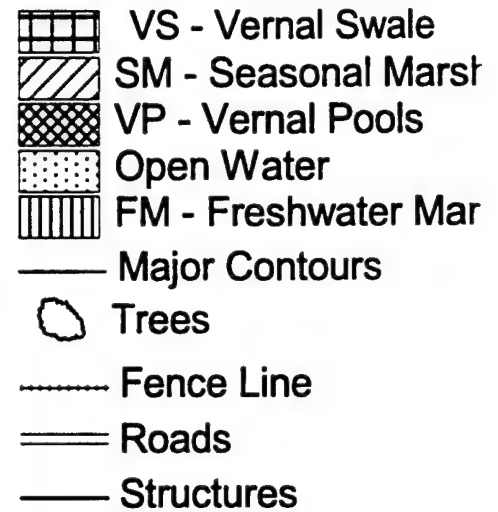 VS - Vernal Swale
SM - Seasonal Marsh
VP - Vernal Pools
Open Water
FM - Freshwater Mar
Major Contours
Trees
Fence Line
Roads
Structures